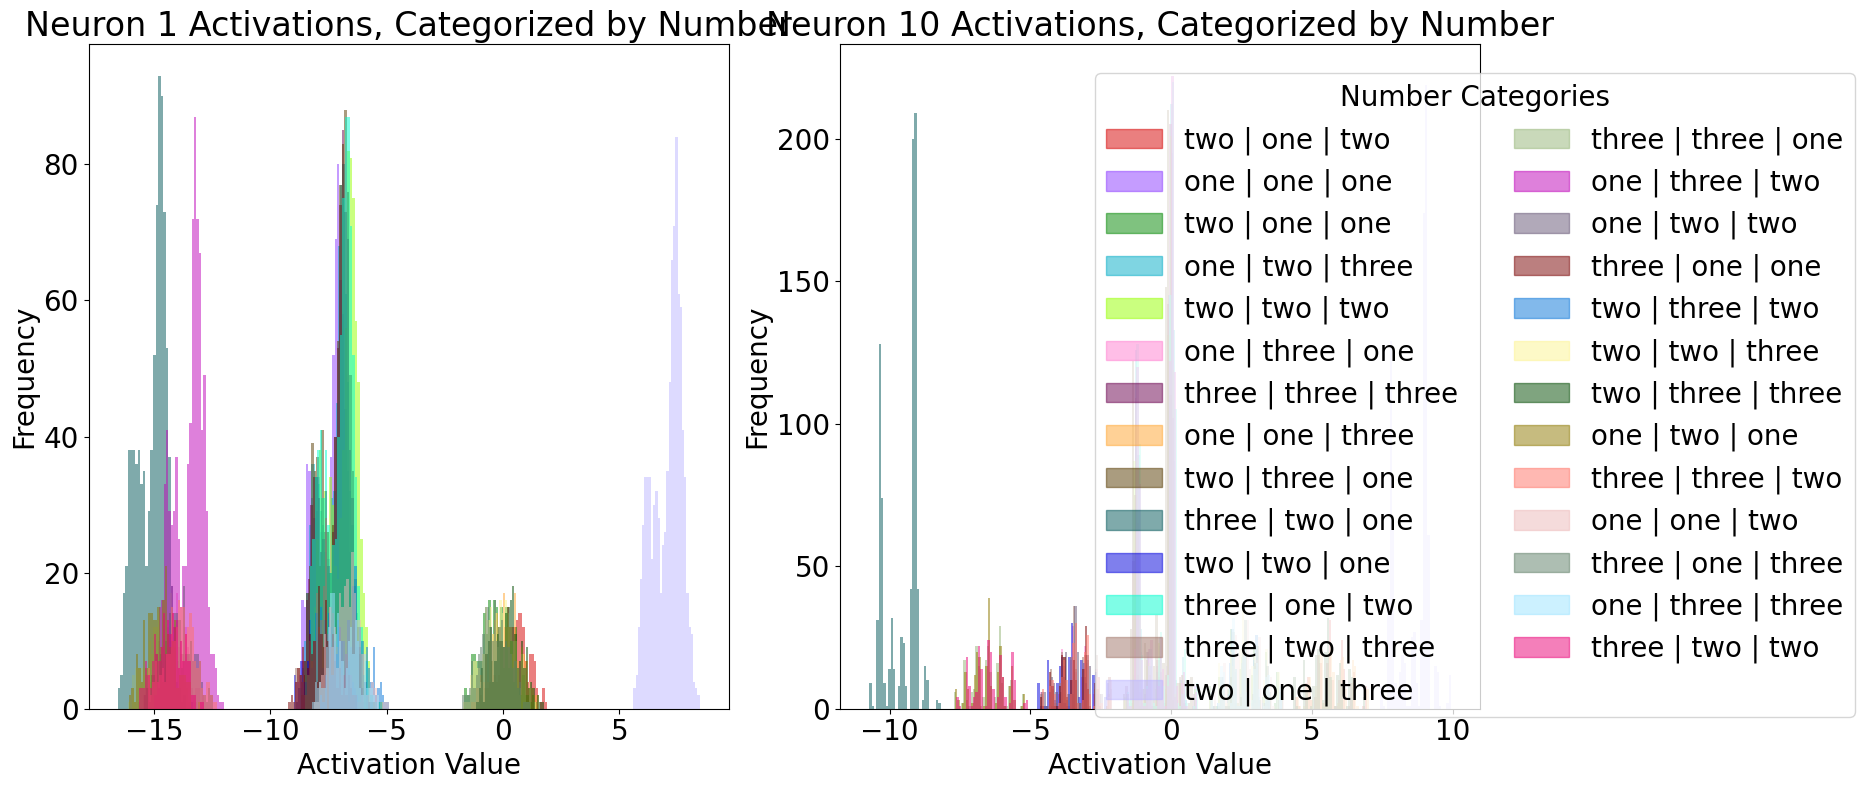 Neuron 1 Activations, Categorized by Number
Neuron 10 Activations, Categorized by Number
Frequency
80
60
40
20
0
−15
−10
−5
0
5
Activation Value
Frequency
200
150
100
50
0
−10
−5
0
5
10
Activation Value
Number Categories
two | one | two
one | one | one
two | one | one
one | two | three
two | two | two
one | three | one
three | three | three
one | one | three
two | three | one
three | two | one
two | two | one
three | one | two
three | two | three
two | one | three
three | three | one
one | three | two
one | two | two
three | one | one
two | three | two
two | two | three
two | three | three
one | two | one
three | three | two
one | one | two
three | one | three
one | three | three
three | two | two